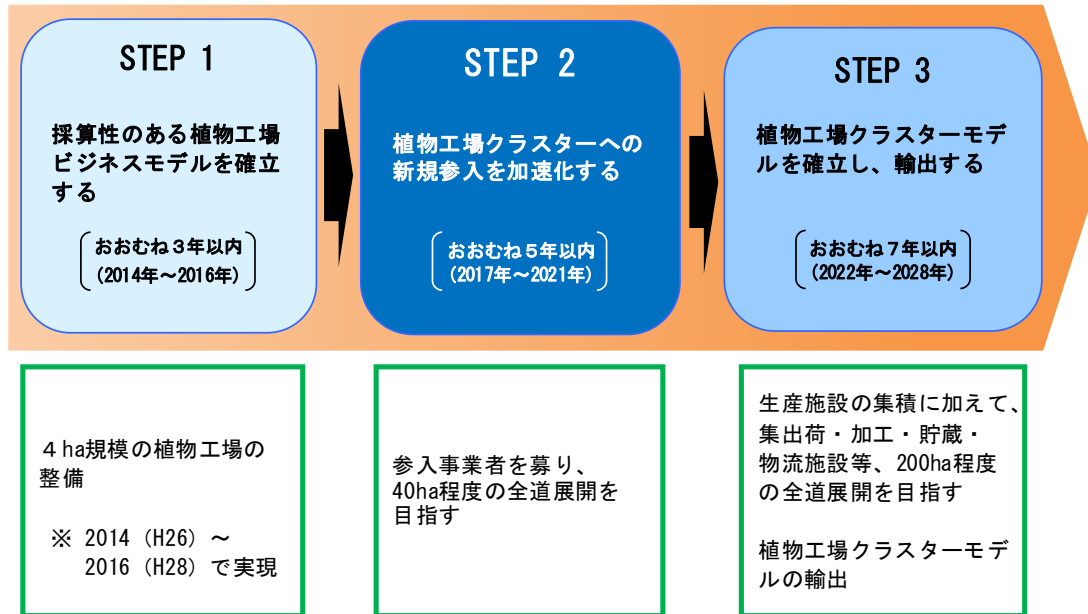 STEP 1
採算性のある植物工場
ビジネスモデルを確立
する
おおむね３年以内
(2014年～2016年)
STEP 2
植物工場クラスターへの
新規参入を加速化する
おおむね５年以内
(2017年～2021年)
STEP 3
植物工場クラスターモデ
ルを確立し、輸出する
おおむね７年以内
(2022年～2028年)
４ha規模の植物工場の
整備
※ 2014（H26）～
2016（H28）で実現
参入事業者を募り、
40ha程度の全道展開を
目指す
生産施設の集積に加えて、
集出荷・加工・貯蔵・
物流施設等、200ha程度
の全道展開を目指す
植物工場クラスターモデ
ルの輸出